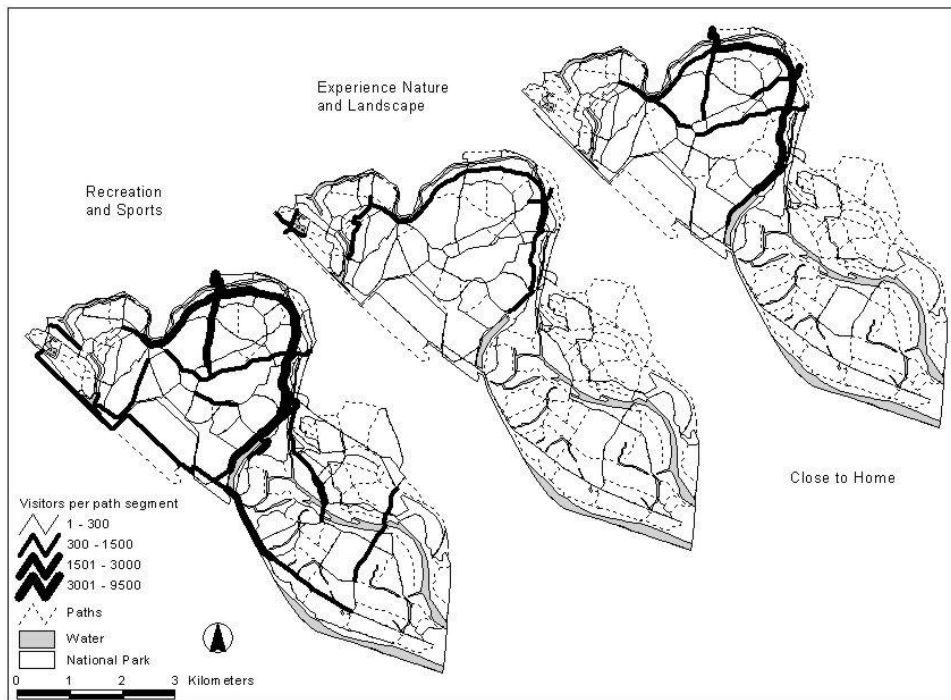 Experience Nature
and Landscape
Recreation
and Sports
Close to Home
Visitors per path segment
1 - 300
300 - 1500
1501 - 3000
3001 - 9500
Paths
Water
National Park
0 1 2 3 Kilometers